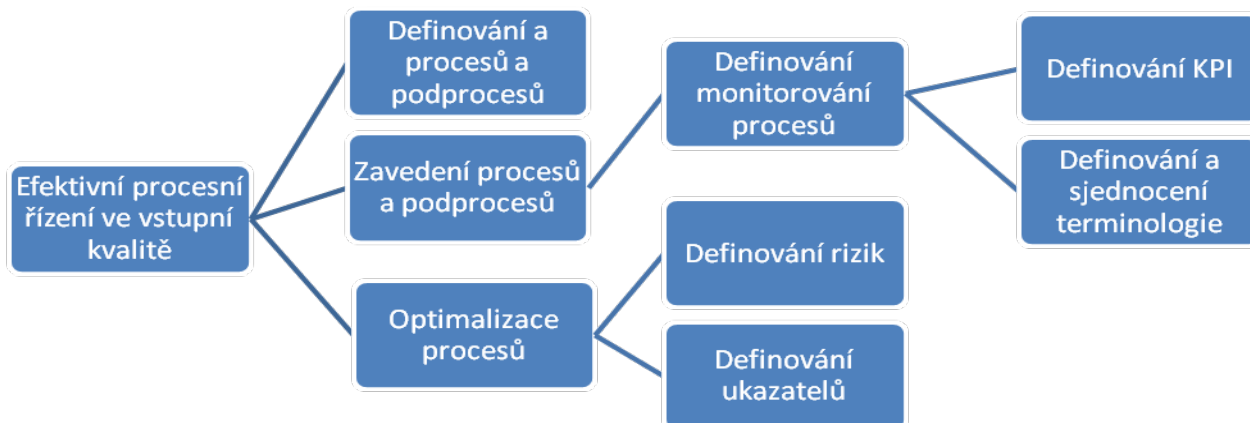 Efektivní procesní
řízení ve vstupní
kvalitě
Definování a
procesů a
podprocesů
Zavedení procesů
a podprocesů
Optimalizace
procesů
Definování
monitorování
procesů
Definování rizik
Definování
ukazatelů
Definování KPI
Definování a
sjednocení
terminologie